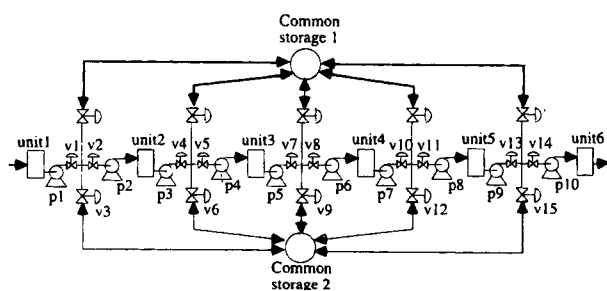 Common
storage 1
unit1
v1
v2
unit2
v4
v5
unit3
v7
v8
unit4
v10
v11
unit5
v13
v14
unit6
p1
p2
p3
p4
p5
p6
p7
p8
p9
p10
v3
v6
v9
v12
v15
Common
storage 2